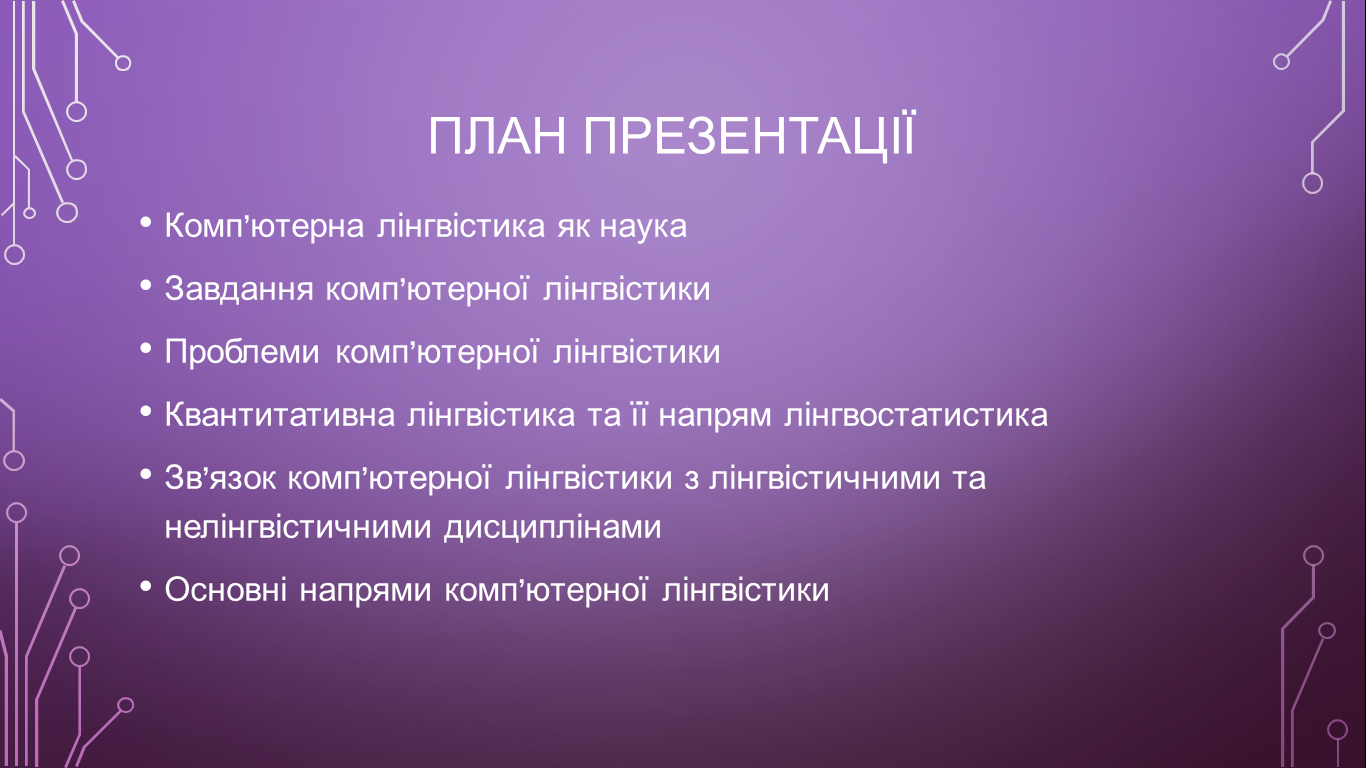 ПЛАН ПРЕЗЕНТАЦІЇ
• Комп’ютерна лінгвістика як наука
• Завдання комп’ютерної лінгвістики
• Проблеми комп’ютерної лінгвістики
• Квантитативна лінгвістика та її напрям лінгвостатистика
• Зв’язок комп’ютерної лінгвістики з лінгвістичними та
нелінгвістичними дисциплінами
• Основні напрями комп’ютерної лінгвістики